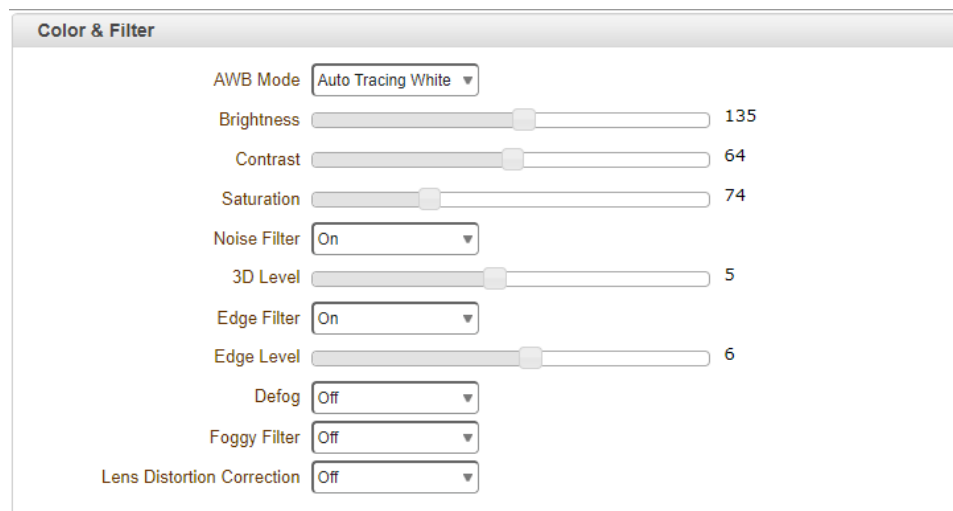 Color & Filter
AWB Mode Auto Tracing White
Brightness 135
Contrast 64
Saturation 74
Noise Filter On
3D Level 5
Edge Filter On
Edge Level 6
Defog Off
Foggy Filter Off
Lens Distortion Correction Off